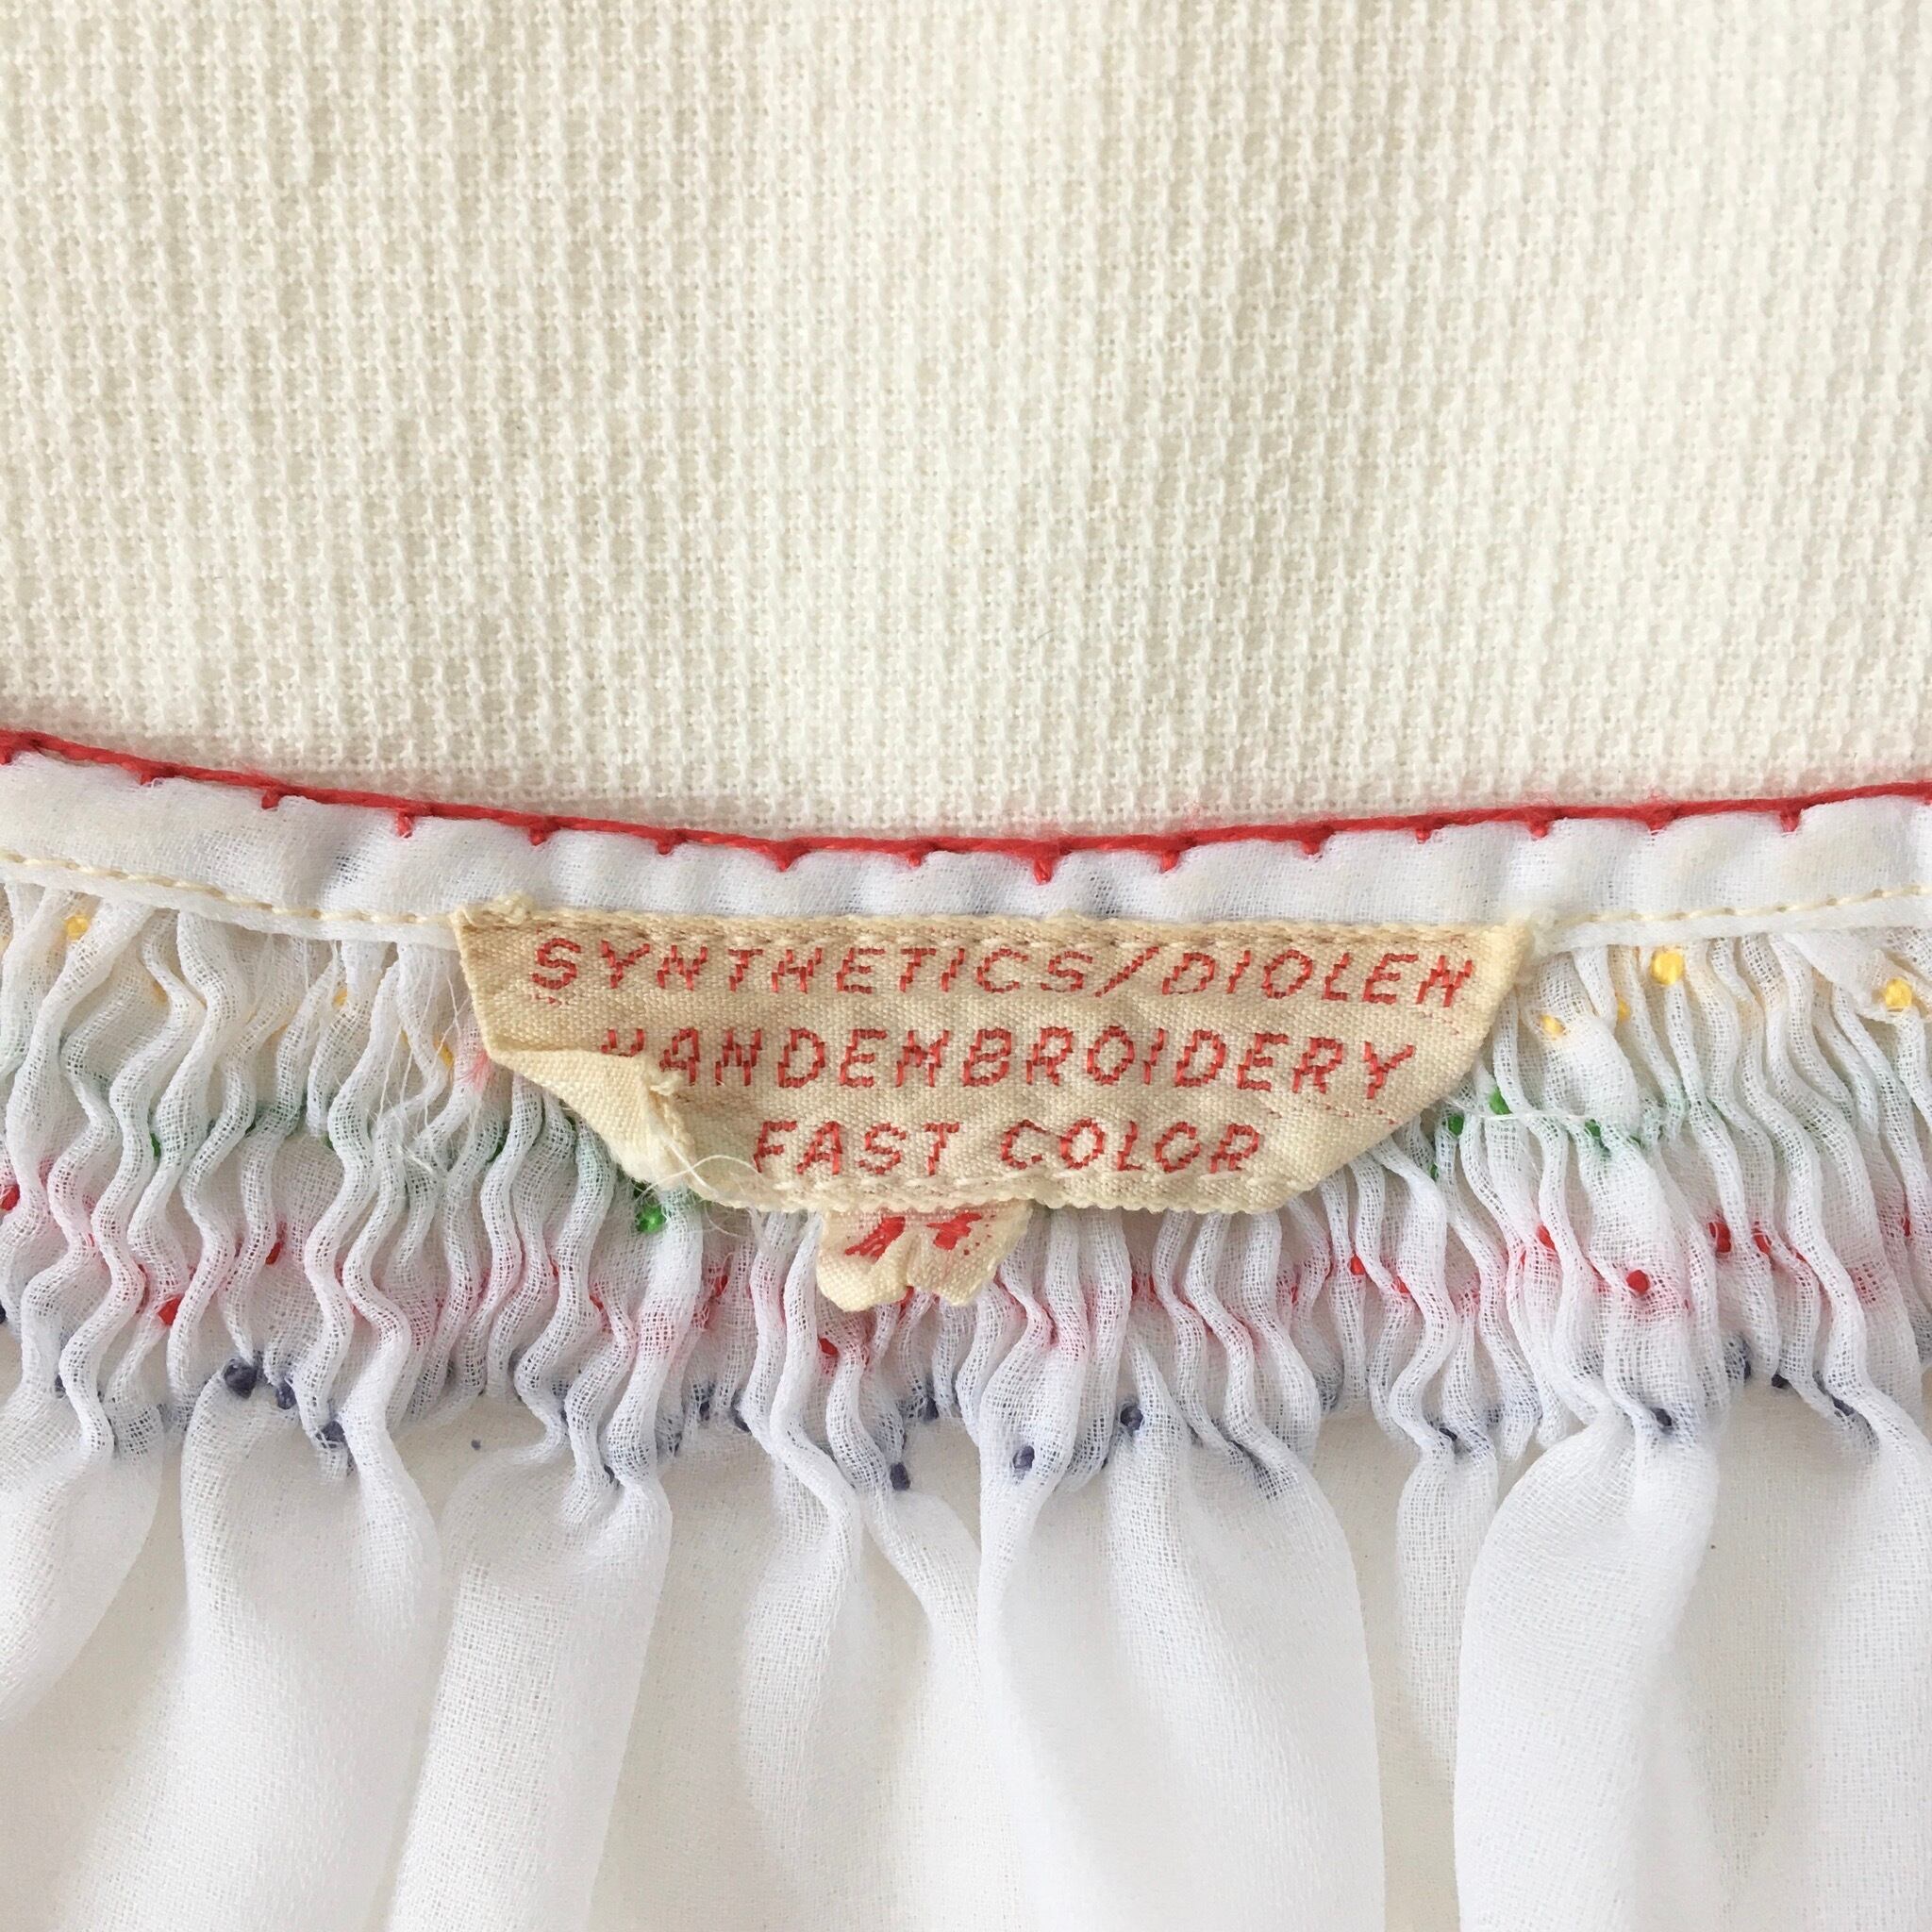 SYNTHETICS/DIOLEN
HANDEMBROIDERY
FAST COLOR